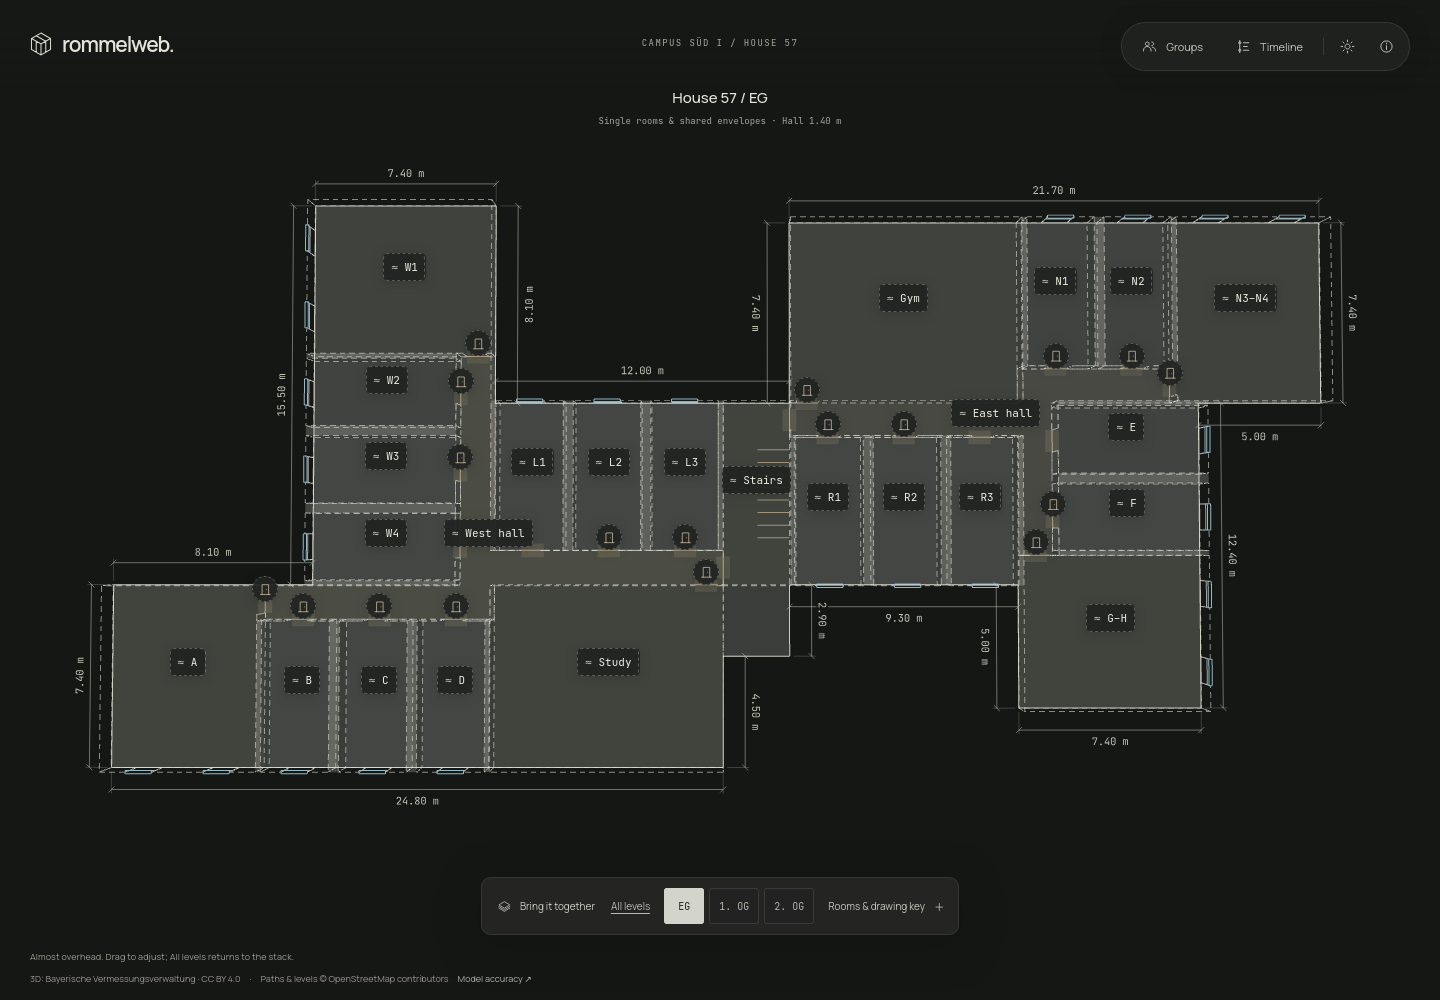 rommelweb.
CAMPUS SÜD I / HOUSE 57
Groups
Timeline
House 57 / EG
Single rooms & shared envelopes · Hall 1.40 m
7.40 m
21.70 m
≈ W1
8.10 m
7.40 m
≈ Gym
≈ N1
≈ N2
≈ N3–N4
7.40 m
15.50 m
≈ W2
12.00 m
≈ East hall
≈ E
5.00 m
≈ W3
≈ L1
≈ L2
≈ L3
≈ Stairs
≈ R1
≈ R2
≈ R3
≈ F
≈ W4
≈ West hall
8.10 m
12.40 m
2.90 m
9.30 m
5.00 m
≈ G–H
7.40 m
≈ A
≈ B
≈ C
≈ D
≈ Study
4.50 m
7.40 m
24.80 m
Bring it together
All levels
EG
1. OG
2. OG
Rooms & drawing key +
Almost overhead. Drag to adjust; All levels returns to the stack.
3D: Bayerische Vermessungsverwaltung · CC BY 4.0 · Paths & levels © OpenStreetMap contributors Model accuracy ↗